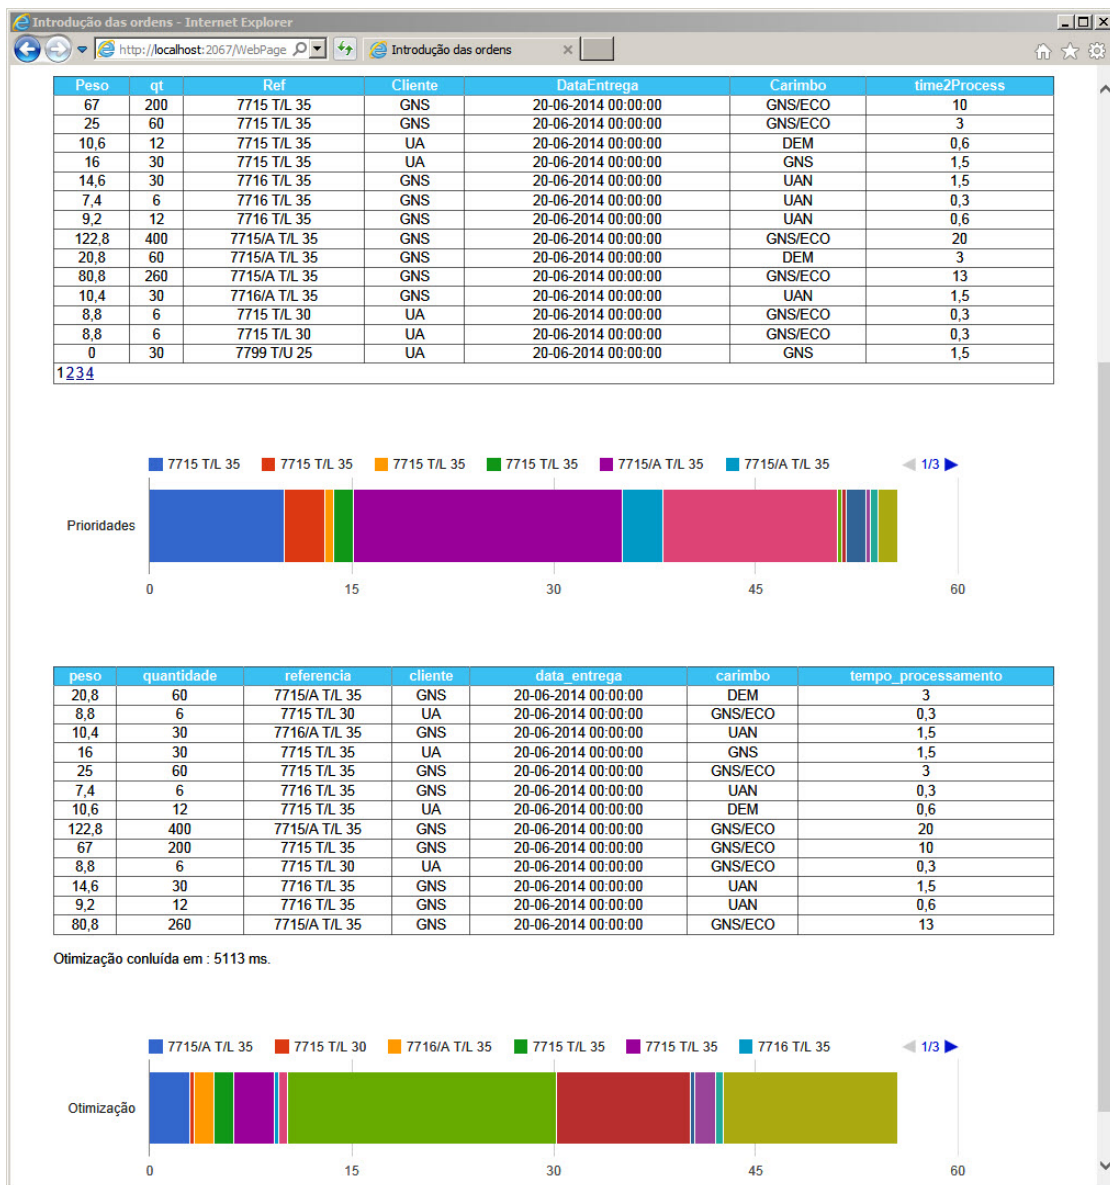 Introdução das ordens - Internet Explorer
http://localhost:2067/WebPage Introdução das ordens
Peso qt Ref Cliente DataEntrega Carimbo time2Process
67 200 7715 T/L 35 GNS 20-06-2014 00:00:00 GNS/ECO 10
25 60 7715 T/L 35 GNS 20-06-2014 00:00:00 GNS/ECO 3
10,6 12 7715 T/L 35 UA 20-06-2014 00:00:00 DEM 0,6
16 30 7715 T/L 35 UA 20-06-2014 00:00:00 GNS 1,5
14,6 30 7716 T/L 35 GNS 20-06-2014 00:00:00 UAN 1,5
7,4 6 7716 T/L 35 GNS 20-06-2014 00:00:00 UAN 0,3
9,2 12 7716 T/L 35 GNS 20-06-2014 00:00:00 UAN 0,6
122,8 400 7715/A T/L 35 GNS 20-06-2014 00:00:00 GNS/ECO 20
20,8 60 7715/A T/L 35 GNS 20-06-2014 00:00:00 DEM 3
80,8 260 7715/A T/L 35 GNS 20-06-2014 00:00:00 GNS/ECO 13
10,4 30 7716/A T/L 35 GNS 20-06-2014 00:00:00 UAN 1,5
8,8 6 7715 T/L 30 UA 20-06-2014 00:00:00 GNS/ECO 0,3
8,8 6 7715 T/L 30 UA 20-06-2014 00:00:00 GNS/ECO 0,3
0 30 7799 T/U 25 UA 20-06-2014 00:00:00 GNS 1,5
1 2 3 4
7715 T/L 35 7715 T/L 35 7715 T/L 35 7715 T/L 35 7715/A T/L 35 7715/A T/L 35 1/3
Prioridades
0 15 30 45 60
peso quantidade referencia cliente data_entrega carimbo tempo_processamento
20,8 60 7715/A T/L 35 GNS 20-06-2014 00:00:00 DEM 3
8,8 6 7715 T/L 30 UA 20-06-2014 00:00:00 GNS/ECO 0,3
10,4 30 7716/A T/L 35 GNS 20-06-2014 00:00:00 UAN 1,5
16 30 7715 T/L 35 UA 20-06-2014 00:00:00 GNS 1,5
25 60 7715 T/L 35 GNS 20-06-2014 00:00:00 GNS/ECO 3
7,4 6 7716 T/L 35 GNS 20-06-2014 00:00:00 UAN 0,3
10,6 12 7715 T/L 35 UA 20-06-2014 00:00:00 DEM 0,6
122,8 400 7715/A T/L 35 GNS 20-06-2014 00:00:00 GNS/ECO 20
67 200 7715 T/L 35 GNS 20-06-2014 00:00:00 GNS/ECO 10
8,8 6 7715 T/L 30 UA 20-06-2014 00:00:00 GNS/ECO 0,3
14,6 30 7716 T/L 35 GNS 20-06-2014 00:00:00 UAN 1,5
9,2 12 7716 T/L 35 GNS 20-06-2014 00:00:00 UAN 0,6
80,8 260 7715/A T/L 35 GNS 20-06-2014 00:00:00 GNS/ECO 13
Otimização conluída em : 5113 ms.
7715/A T/L 35 7715 T/L 30 7716/A T/L 35 7715 T/L 35 7715 T/L 35 7716 T/L 35 1/3
Otimização
0 15 30 45 60